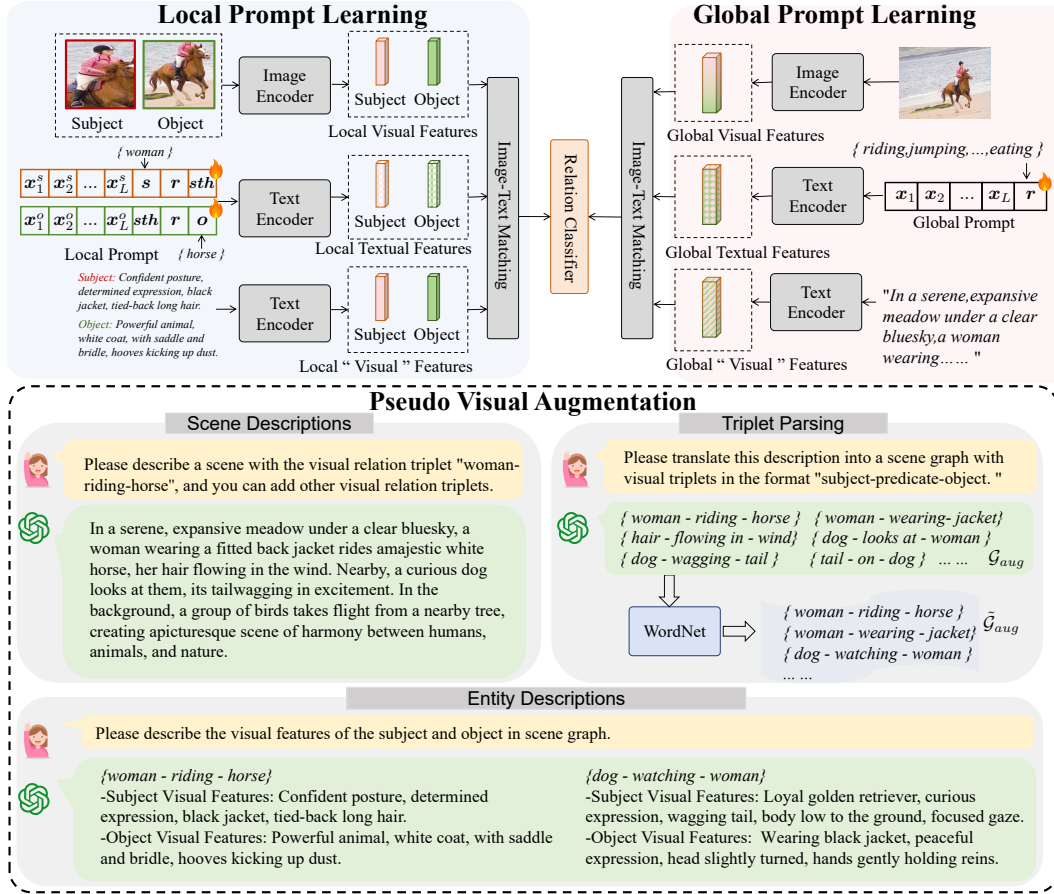 Local Prompt Learning
Subject
Object
Image
Encoder
Subject
Object
Local Visual Features
{ woman }
x_1^s x_2^s ... x_L^s s r sth
x_1^o x_2^o ... x_L^o sth r o
Local Prompt
{ horse }
Text
Encoder
Subject
Object
Local Textual Features
Subject: Confident posture,
determined expression, black
jacket, tied-back long hair.
Object: Powerful animal,
white coat, with saddle and
bridle, hooves kicking up dust.
Text
Encoder
Subject
Object
Local “ Visual ” Features
Image-Text Matching
Relation Classifier
Image-Text Matching
Global Prompt Learning
Global Visual Features
Image
Encoder
Global Textual Features
Text
Encoder
{ riding,jumping,...,eating }
x_1 x_2 ... x_L r
Global Prompt
Global “ Visual ” Features
Text
Encoder
"In a serene,expansive
meadow under a clear
bluesky,a woman
wearing…… "
Pseudo Visual Augmentation
Scene Descriptions
Please describe a scene with the visual relation triplet "woman-
riding-horse", and you can add other visual relation triplets.
In a serene, expansive meadow under a clear bluesky, a
woman wearing a fitted back jacket rides amajestic white
horse, her hair flowing in the wind. Nearby, a curious dog
looks at them, its tailwagging in excitement. In the
background, a group of birds takes flight from a nearby tree,
creating apicturesque scene of harmony between humans,
animals, and nature.
Triplet Parsing
Please translate this description into a scene graph with
visual triplets in the format "subject-predicate-object. "
{ woman - riding - horse } { woman - wearing- jacket}
{ hair - flowing in - wind} { dog - looks at - woman }
{ dog - wagging - tail } { tail - on - dog } ... ... G_aug
WordNet
{ woman - riding - horse }
{ woman - wearing - jacket} G̃_aug
{ dog - watching - woman }
... ...
Entity Descriptions
Please describe the visual features of the subject and object in scene graph.
{woman - riding - horse}
-Subject Visual Features: Confident posture, determined
expression, black jacket, tied-back long hair.
-Object Visual Features: Powerful animal, white coat, with saddle
and bridle, hooves kicking up dust.
{dog - watching - woman}
-Subject Visual Features: Loyal golden retriever, curious
expression, wagging tail, body low to the ground, focused gaze.
-Object Visual Features: Wearing black jacket, peaceful
expression, head slightly turned, hands gently holding reins.